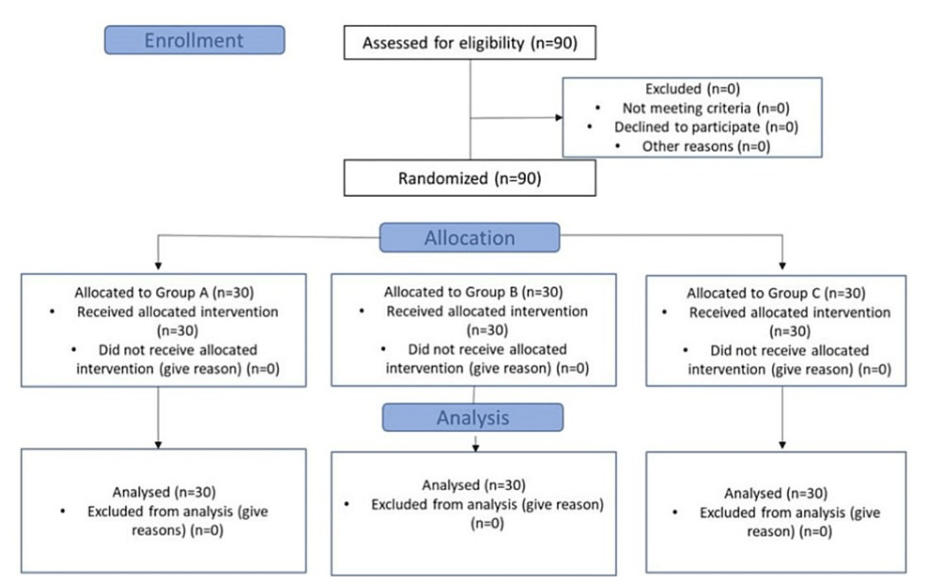 Enrollment
Assessed for eligibility (n=90)
Excluded (n=0)
• Not meeting criteria (n=0)
• Declined to participate (n=0)
• Other reasons (n=0)
Randomized (n=90)
Allocation
Allocated to Group A (n=30)
• Received allocated intervention
(n=30)
• Did not receive allocated
intervention (give reason) (n=0)
Allocated to Group B (n=30)
• Received allocated intervention
(n=30)
• Did not receive allocated
intervention (give reason) (n=0)
Allocated to Group C (n=30)
• Received allocated intervention
(n=30)
• Did not receive allocated
intervention (give reason) (n=0)
Analysis
Analysed (n=30)
• Excluded from analysis (give
reasons) (n=0)
Analysed (n=30)
• Excluded from analysis (give reason)
(n=0)
Analysed (n=30)
• Excluded from analysis (give
reason) (n=0)